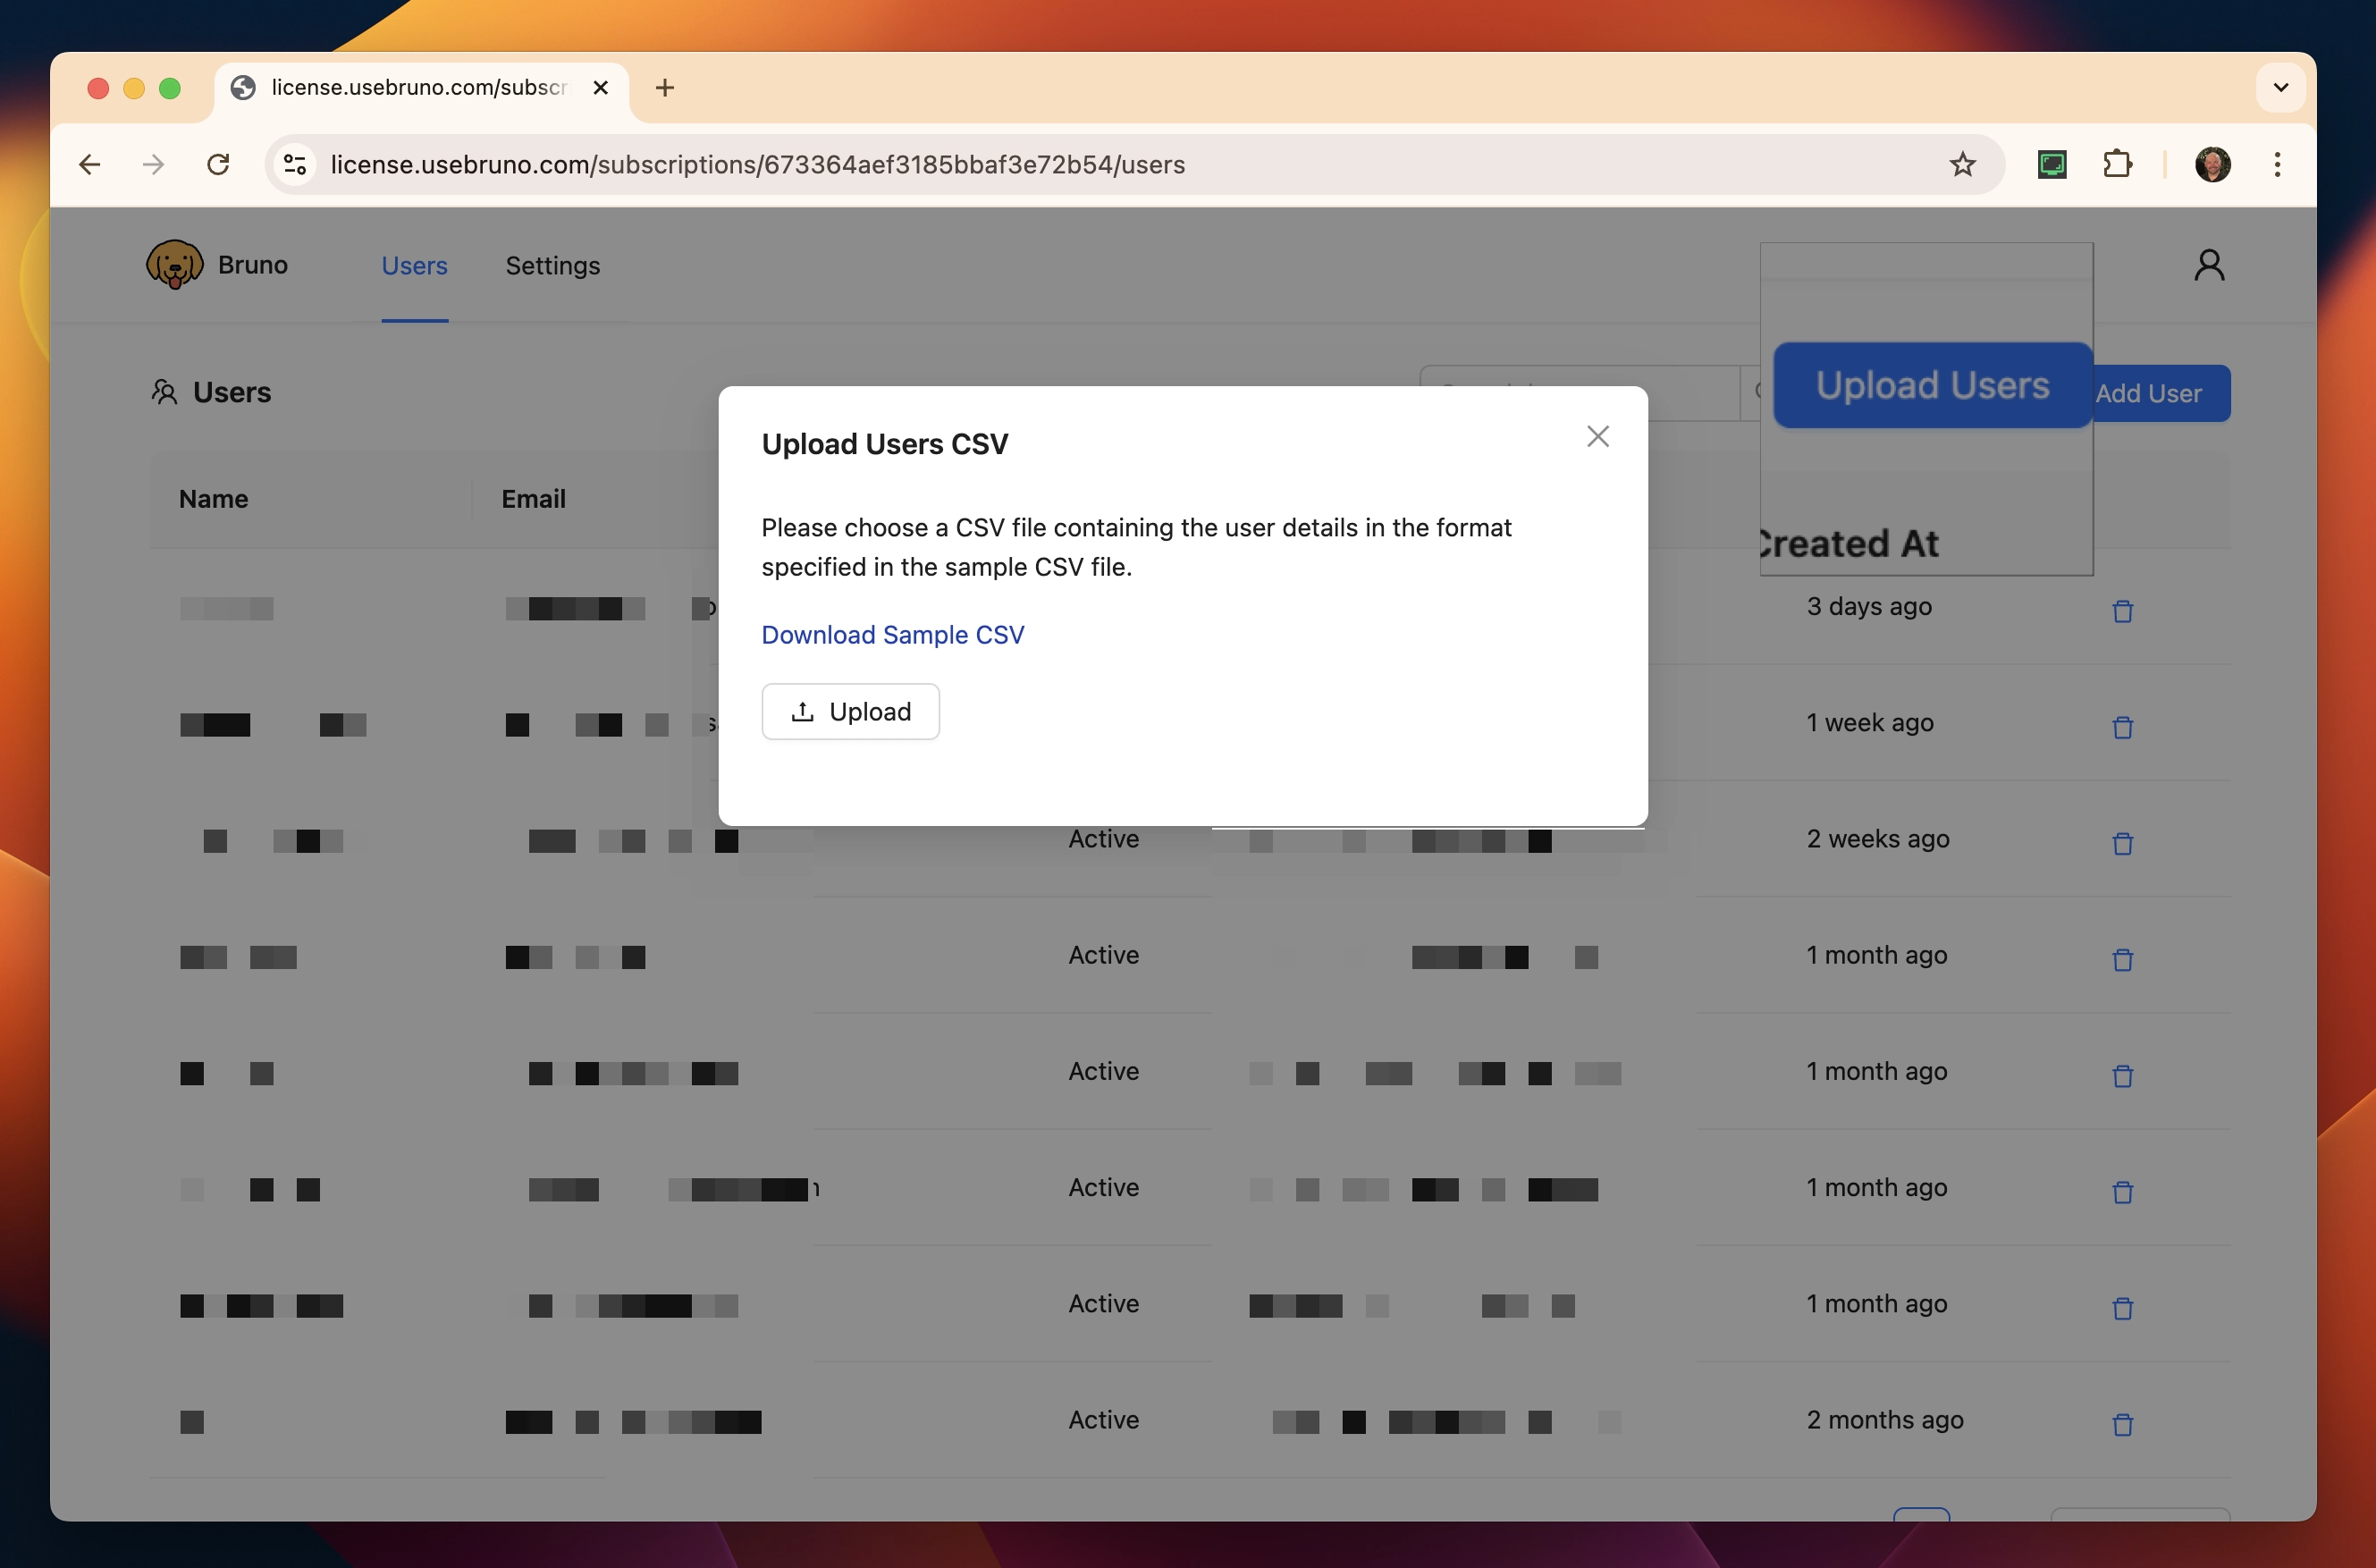 license.usebruno.com/subscr
license.usebruno.com/subscriptions/673364aef3185bbaf3e72b54/users
Bruno
Users
Settings
Users
Upload Users
Add User
Name
Email
Created At
Upload Users CSV
Please choose a CSV file containing the user details in the format
specified in the sample CSV file.
Download Sample CSV
Upload
3 days ago
1 week ago
Active
2 weeks ago
Active
1 month ago
Active
1 month ago
Active
1 month ago
Active
1 month ago
Active
2 months ago